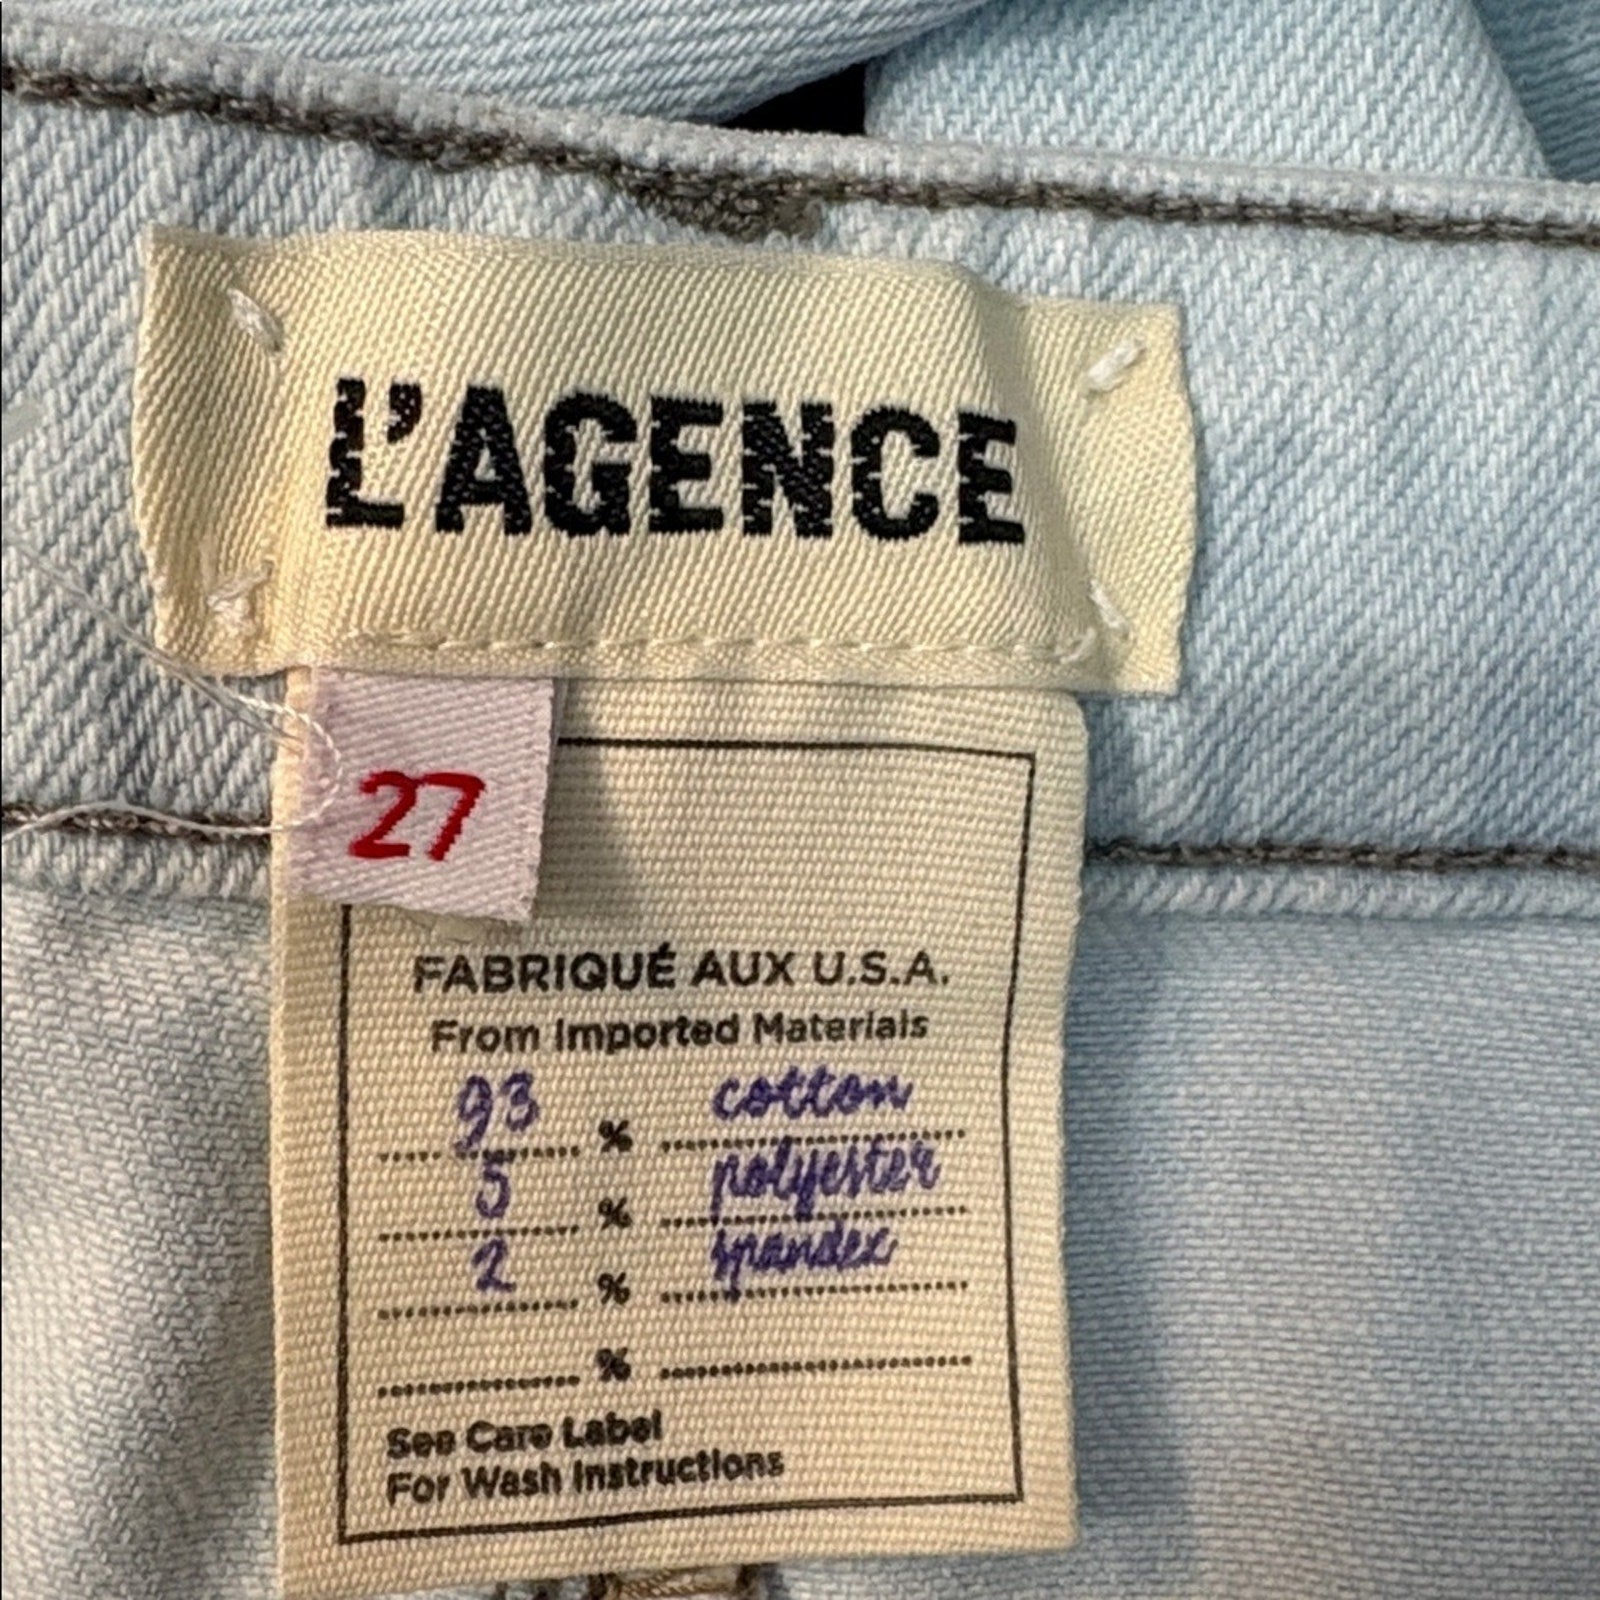 L'AGENCE
27
FABRIQUÉ AUX U.S.A.
From Imported Materials
93 % cotton
5 % polyester
2 % spandex
%
See Care Label
For Wash Instructions